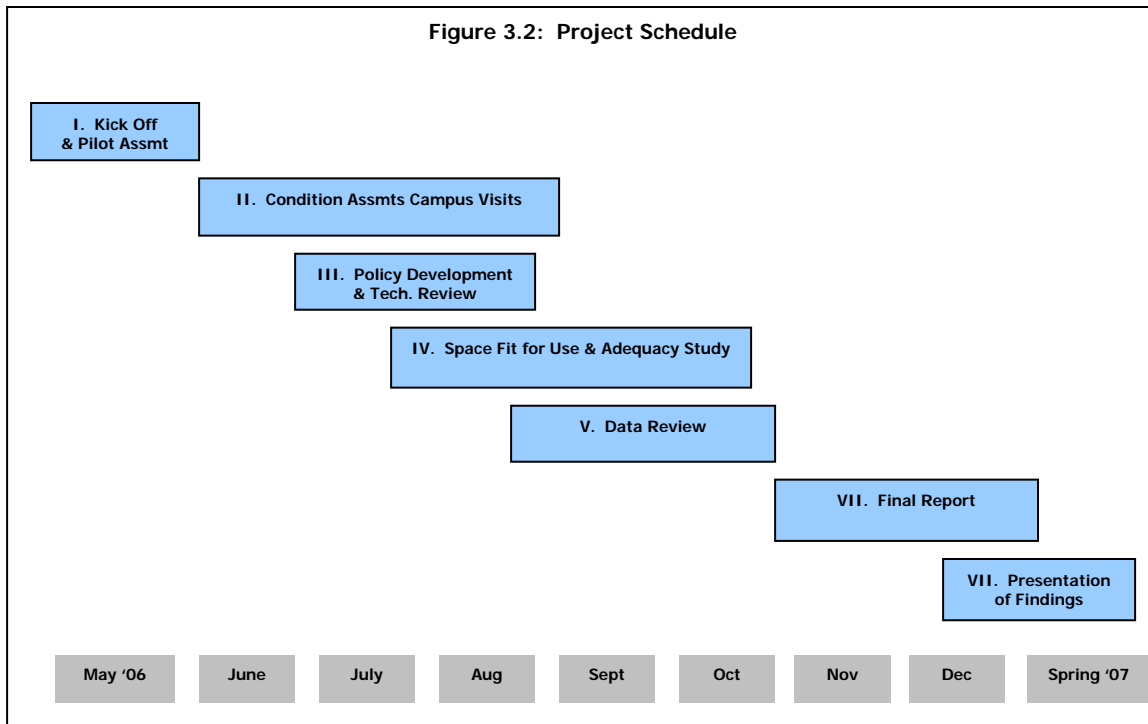 Figure 3.2:  Project Schedule
I.  Kick Off
& Pilot Assmt
II.  Condition Assmts Campus Visits
III.  Policy Development
& Tech. Review
IV.  Space Fit for Use & Adequacy Study
V.  Data Review
VII.  Final Report
VII.  Presentation
of Findings
May ‘06
June
July
Aug
Sept
Oct
Nov
Dec
Spring ‘07